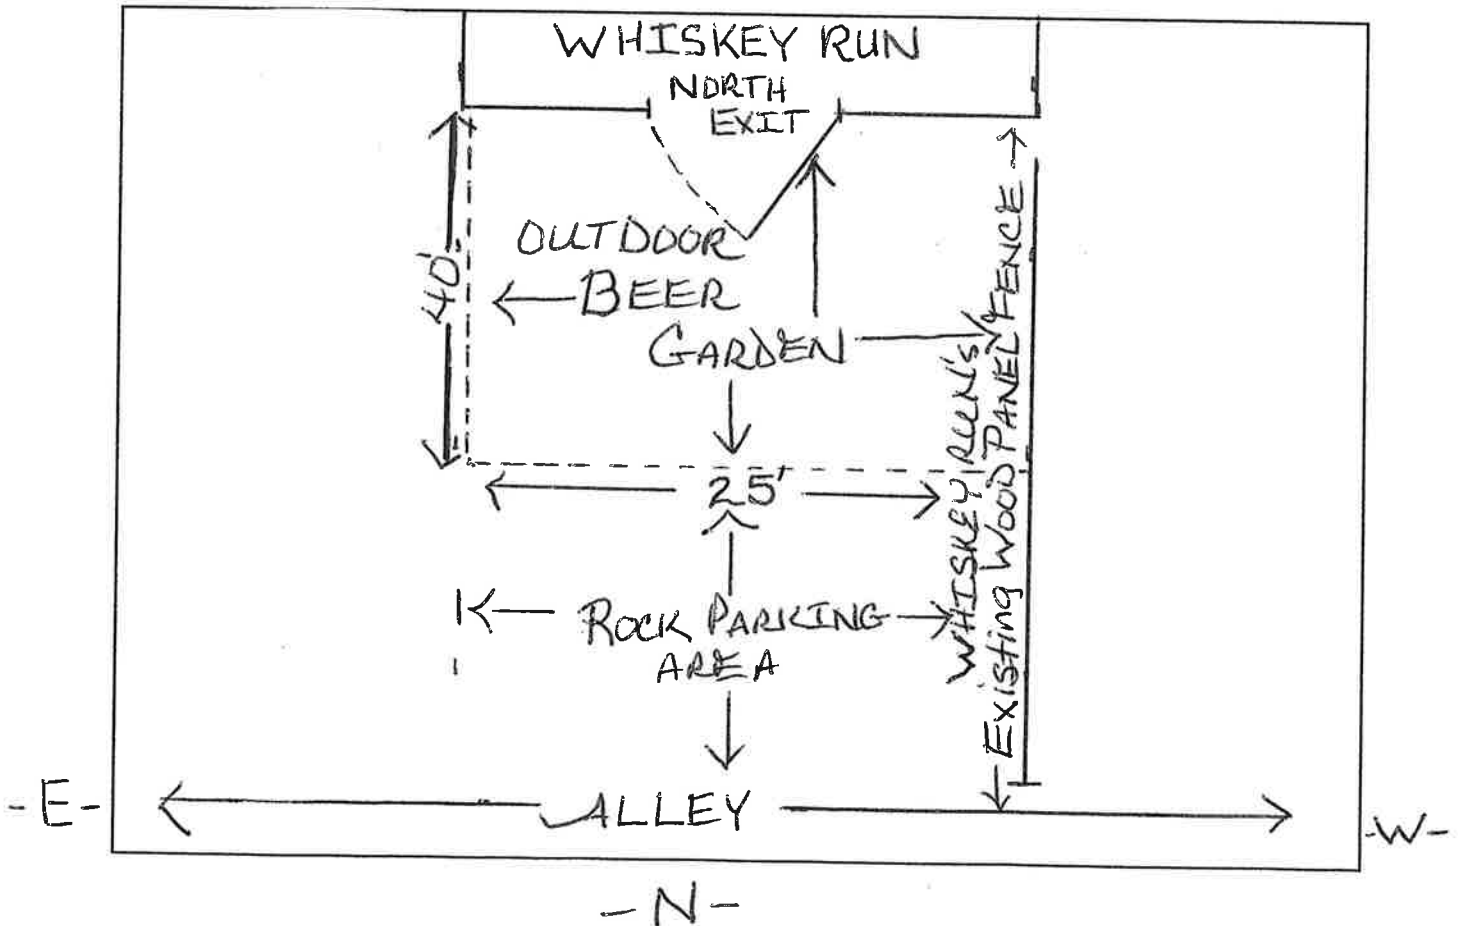 WHISKEY RUN
NORTH
EXIT
OUTDOOR
BEER
GARDEN
40'
25'
WHISKEY RUN's
Existing WOOD PANEL FENCE
ROCK PARKING
AREA
-E-
ALLEY
-W-
-N-